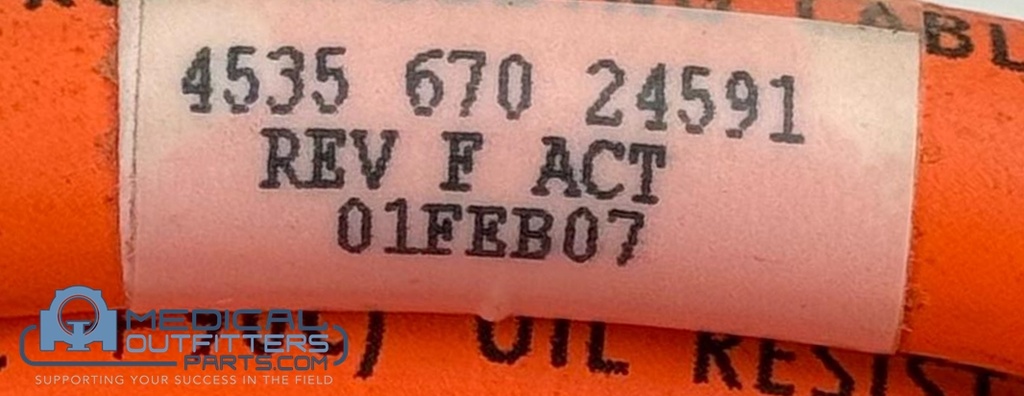 4535 670 24591
REV F ACT
01FEB07
OIL RESIST
MEDICAL
OUTFITTERS
PARTS.COM
SUPPORTING YOUR SUCCESS IN THE FIELD